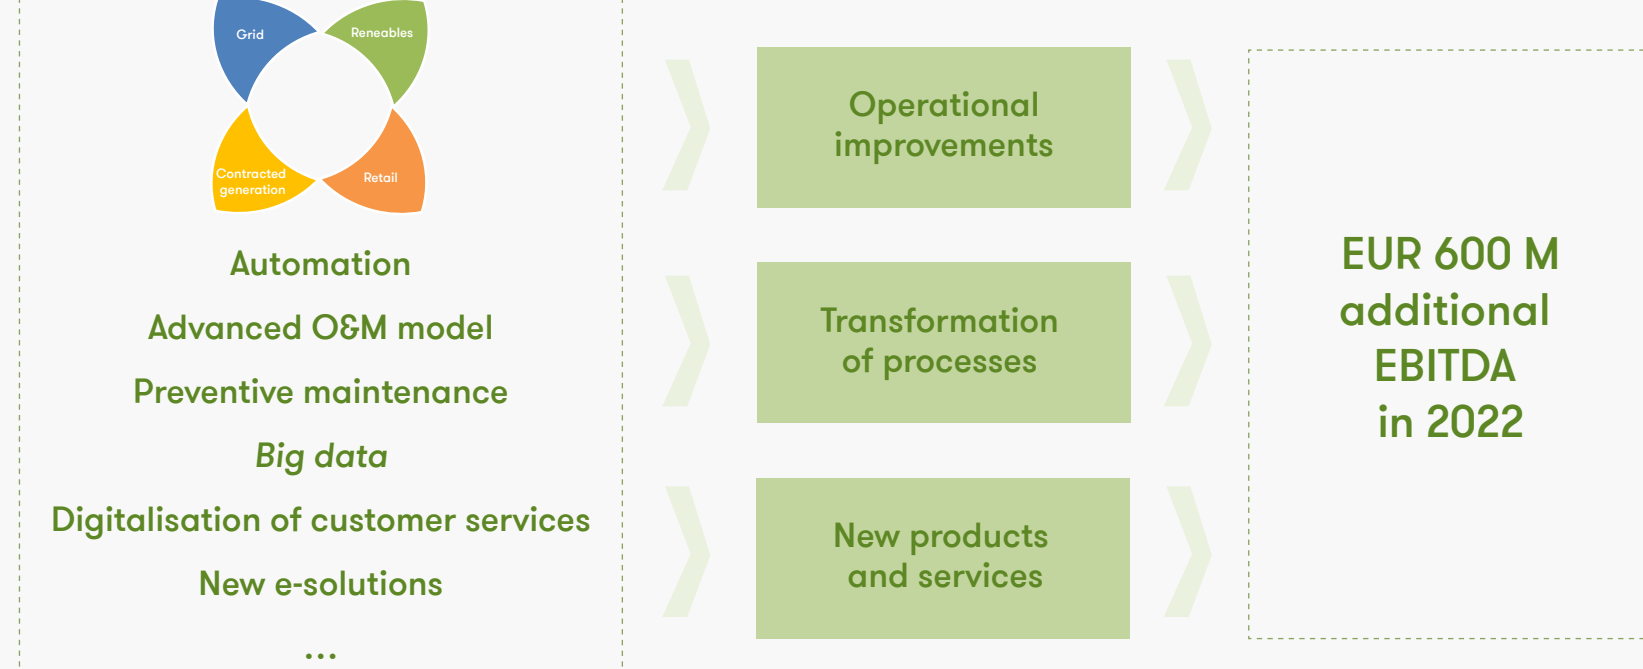 Grid
Reneables
Contracted
generation
Retail
Automation
Advanced O&M model
Preventive maintenance
Big data
Digitalisation of customer services
New e-solutions
...
Operational
improvements
Transformation
of processes
New products
and services
EUR 600 M
additional
EBITDA
in 2022